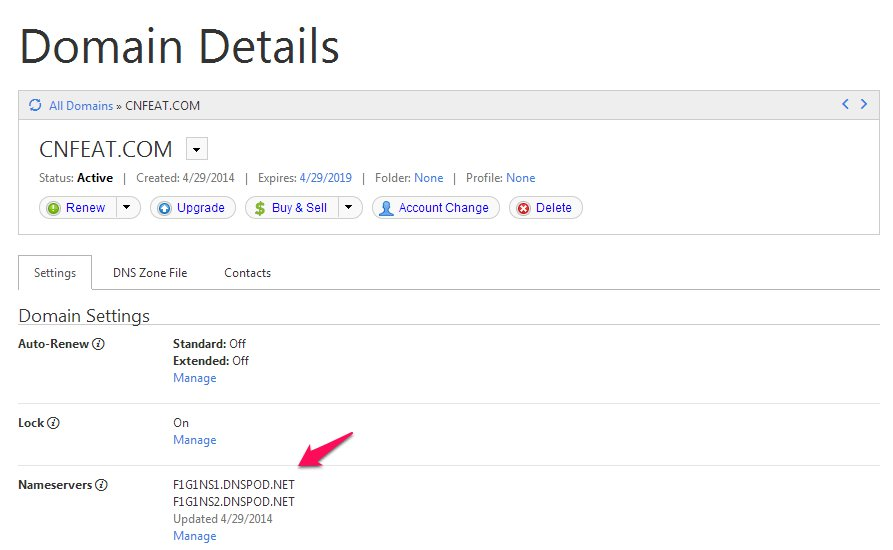 Domain Details
All Domains » CNFEAT.COM
CNFEAT.COM
Status: Active | Created: 4/29/2014 | Expires: 4/29/2019 | Folder: None | Profile: None
Renew Upgrade Buy & Sell Account Change Delete
Settings DNS Zone File Contacts
Domain Settings
Auto-Renew Standard: Off
Extended: Off
Manage
Lock On
Manage
Nameservers F1G1NS1.DNSPOD.NET
F1G1NS2.DNSPOD.NET
Updated 4/29/2014
Manage